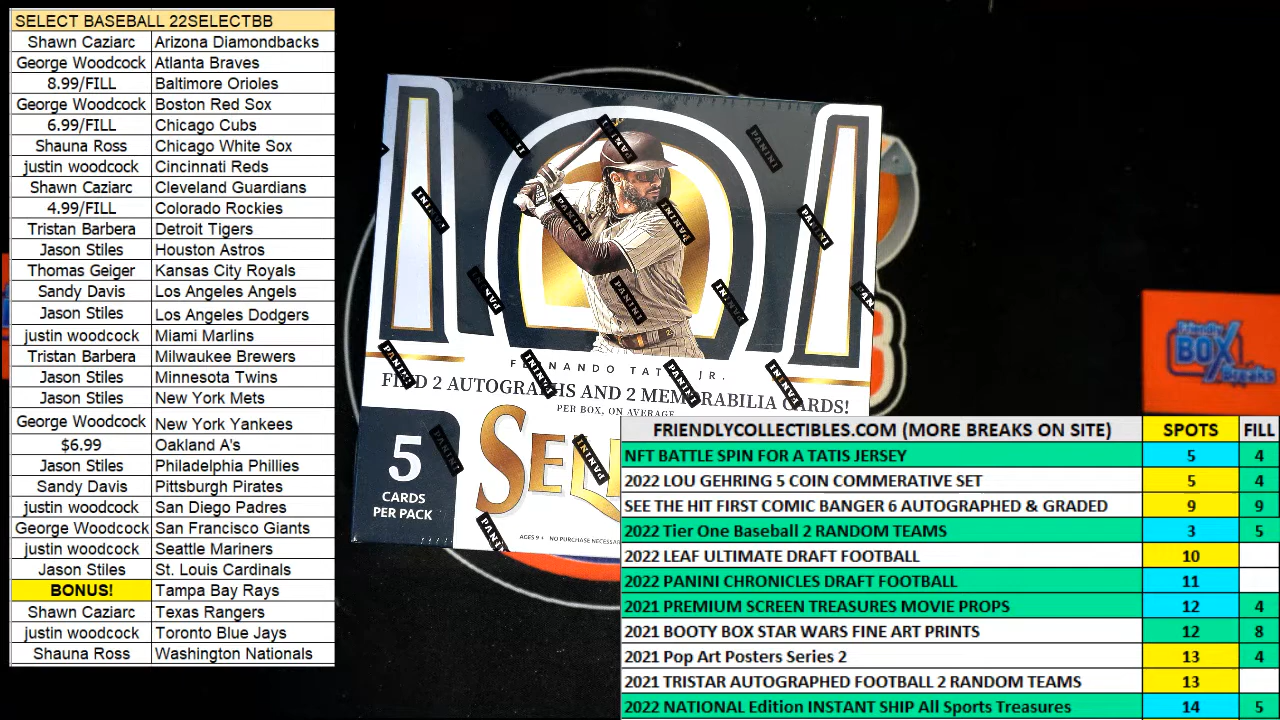 SELECT BASEBALL 22SELECTBB
Shawn Caziarc Arizona Diamondbacks
George Woodcock Atlanta Braves
8.99/FILL Baltimore Orioles
George Woodcock Boston Red Sox
6.99/FILL Chicago Cubs
Shauna Ross Chicago White Sox
justin woodcock Cincinnati Reds
Shawn Caziarc Cleveland Guardians
4.99/FILL Colorado Rockies
Tristan Barbera Detroit Tigers
Jason Stiles Houston Astros
Thomas Geiger Kansas City Royals
Sandy Davis Los Angeles Angels
Jason Stiles Los Angeles Dodgers
justin woodcock Miami Marlins
Tristan Barbera Milwaukee Brewers
Jason Stiles Minnesota Twins
Jason Stiles New York Mets
George Woodcock New York Yankees
$6.99 Oakland A's
Jason Stiles Philadelphia Phillies
Sandy Davis Pittsburgh Pirates
justin woodcock San Diego Padres
George Woodcock San Francisco Giants
justin woodcock Seattle Mariners
Jason Stiles St. Louis Cardinals
BONUS! Tampa Bay Rays
Shawn Caziarc Texas Rangers
justin woodcock Toronto Blue Jays
Shauna Ross Washington Nationals
PANINI
FERNANDO TATIS JR.
FIND 2 AUTOGRAPHS AND 2 MEMORABILIA CARDS!
PER BOX, ON AVERAGE
5
CARDS
PER PACK
SELE
AGES 9+ NO PURCHASE NECESSAR
Friendly
BOX
Breaks
FRIENDLYCOLLECTIBLES.COM (MORE BREAKS ON SITE) SPOTS FILL
NFT BATTLE SPIN FOR A TATIS JERSEY 5 4
2022 LOU GEHRING 5 COIN COMMERATIVE SET 5 4
SEE THE HIT FIRST COMIC BANGER 6 AUTOGRAPHED & GRADED 9 9
2022 Tier One Baseball 2 RANDOM TEAMS 3 5
2022 LEAF ULTIMATE DRAFT FOOTBALL 10
2022 PANINI CHRONICLES DRAFT FOOTBALL 11
2021 PREMIUM SCREEN TREASURES MOVIE PROPS 12 4
2021 BOOTY BOX STAR WARS FINE ART PRINTS 12 8
2021 Pop Art Posters Series 2 13 4
2021 TRISTAR AUTOGRAPHED FOOTBALL 2 RANDOM TEAMS 13
2022 NATIONAL Edition INSTANT SHIP All Sports Treasures 14 5